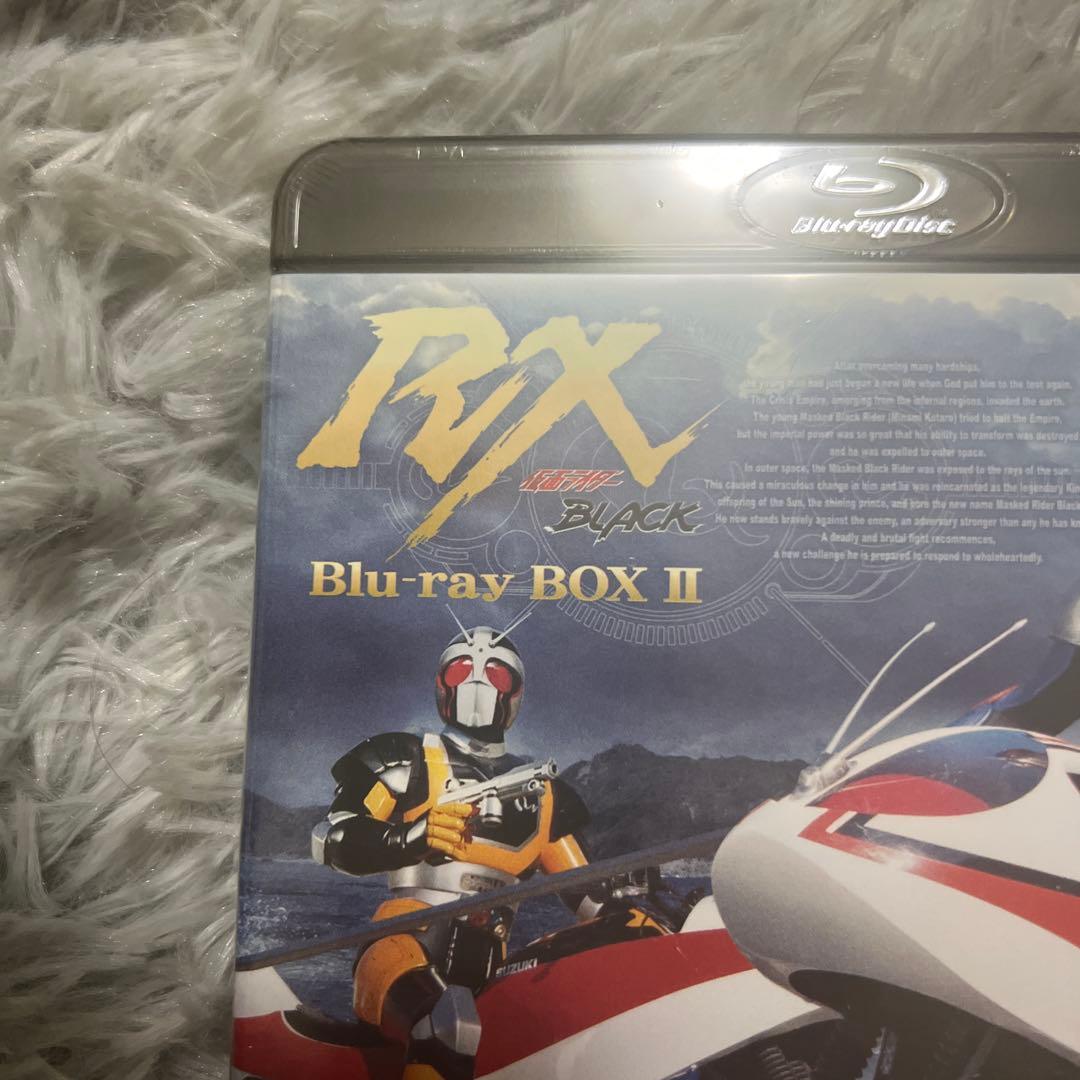 Blu-ray Disc
RX
仮面ライダー
BLACK
Blu-ray BOX II
After overcoming many hardships,
the young man had just begun a new life when God put him to the test again.
The Crisis Empire, emerging from the infernal regions, invaded the earth.
The young Masked Black Rider (Minami Kotaro) tried to halt the Empire,
but the imperial power was so great that his ability to transform was destroyed
and he was expelled to outer space.
In outer space, the Masked Black Rider was exposed to the rays of the sun.
This caused a miraculous change in him and he was reincarnated as the legendary
offspring of the Sun, the shining prince, and bore the new name Masked Rider Black
He now stands bravely against the enemy, an adversary stronger than any he has
A deadly and brutal fight recommences,
a new challenge he is prepared to respond to wholeheartedly.
SUZUKI